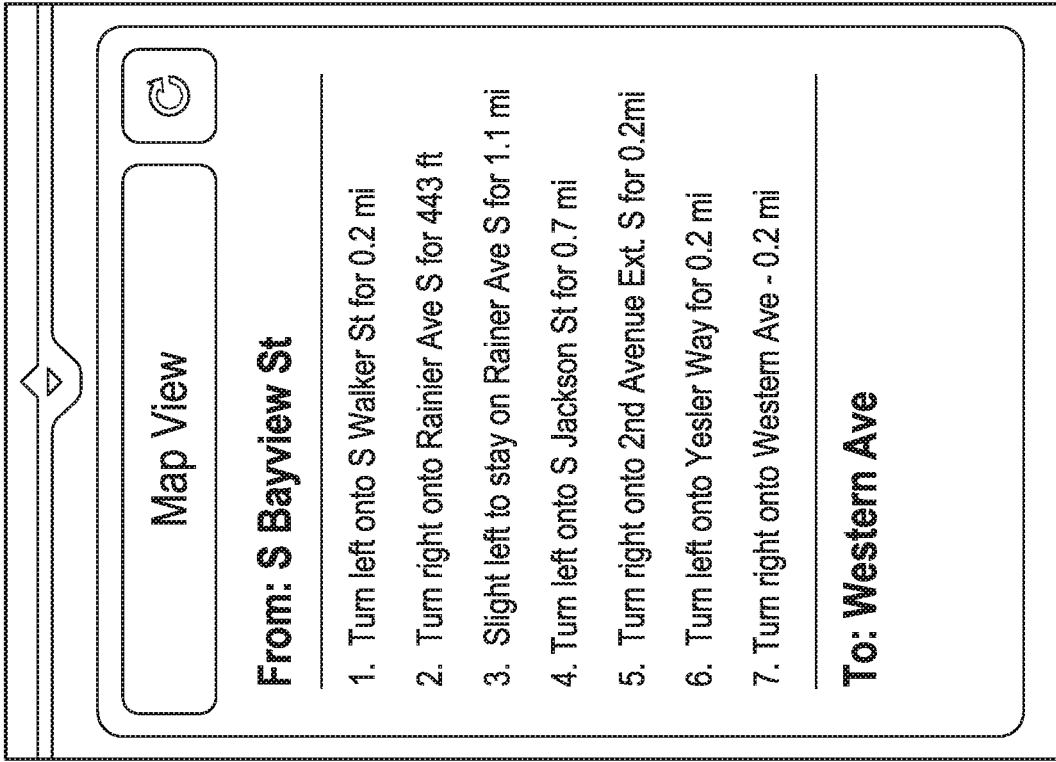 Map View
From: S Bayview St
1. Turn left onto S Walker St for 0.2 mi
2. Turn right onto Rainier Ave S for 443 ft
3. Slight left to stay on Rainer Ave S for 1.1 mi
4. Turn left onto S Jackson St for 0.7 mi
5. Turn right onto 2nd Avenue Ext. S for 0.2mi
6. Turn left onto Yesler Way for 0.2 mi
7. Turn right onto Western Ave - 0.2 mi
To: Western Ave